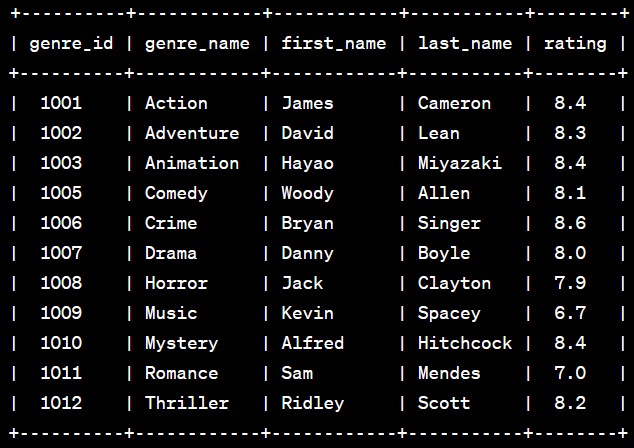 +----------+------------+------------+-----------+--------+
| genre_id | genre_name | first_name | last_name | rating |
+----------+------------+------------+-----------+--------+
|  1001    | Action     | James      | Cameron   |  8.4   |
|  1002    | Adventure  | David      | Lean      |  8.3   |
|  1003    | Animation  | Hayao      | Miyazaki  |  8.4   |
|  1005    | Comedy     | Woody      | Allen     |  8.1   |
|  1006    | Crime      | Bryan      | Singer    |  8.6   |
|  1007    | Drama      | Danny      | Boyle     |  8.0   |
|  1008    | Horror     | Jack       | Clayton   |  7.9   |
|  1009    | Music      | Kevin      | Spacey    |  6.7   |
|  1010    | Mystery    | Alfred     | Hitchcock |  8.4   |
|  1011    | Romance    | Sam        | Mendes    |  7.0   |
|  1012    | Thriller   | Ridley     | Scott     |  8.2   |
+----------+------------+------------+-----------+--------+